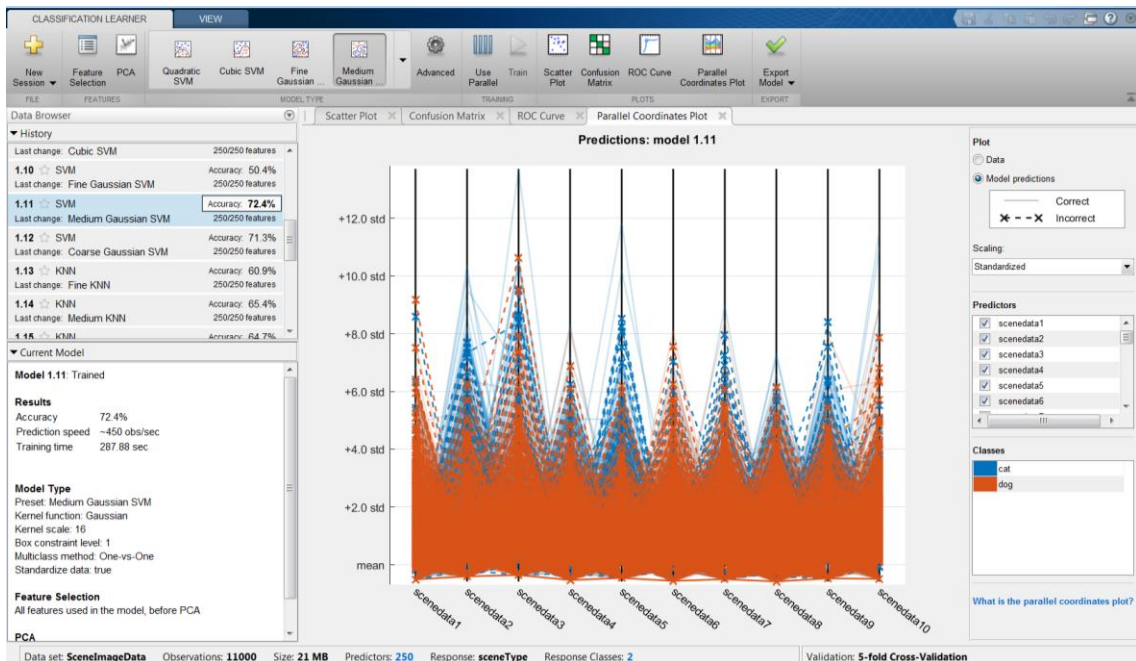 CLASSIFICATION LEARNER VIEW
New Session
Feature Selection
PCA
Quadratic SVM
Cubic SVM
Fine Gaussian ...
Medium Gaussian ...
Advanced
Use Parallel
Train
Scatter Plot
Confusion Matrix
ROC Curve
Parallel Coordinates Plot
Export Model
FILE FEATURES MODEL TYPE TRAINING PLOTS EXPORT
Data Browser
History
Last change: Cubic SVM 250/250 features
1.10 SVM Accuracy: 50.4%
Last change: Fine Gaussian SVM 250/250 features
1.11 SVM Accuracy: 72.4%
Last change: Medium Gaussian SVM 250/250 features
1.12 SVM Accuracy: 71.3%
Last change: Coarse Gaussian SVM 250/250 features
1.13 KNN Accuracy: 60.9%
Last change: Fine KNN 250/250 features
1.14 KNN Accuracy: 65.4%
Last change: Medium KNN 250/250 features
1.15 KNN Accuracy: 64.7%
Current Model
Model 1.11: Trained
Results
Accuracy 72.4%
Prediction speed ~450 obs/sec
Training time 287.88 sec
Model Type
Preset: Medium Gaussian SVM
Kernel function: Gaussian
Kernel scale: 16
Box constraint level: 1
Multiclass method: One-vs-One
Standardize data: true
Feature Selection
All features used in the model, before PCA
PCA
Scatter Plot Confusion Matrix ROC Curve Parallel Coordinates Plot
Predictions: model 1.11
+12.0 std
+10.0 std
+8.0 std
+6.0 std
+4.0 std
+2.0 std
mean
scenedata1
scenedata2
scenedata3
scenedata4
scenedata5
scenedata6
scenedata7
scenedata8
scenedata9
scenedata10
Plot
Data
Model predictions
Correct
Incorrect
Scaling:
Standardized
Predictors
scenedata1
scenedata2
scenedata3
scenedata4
scenedata5
scenedata6
Classes
cat
dog
What is the parallel coordinates plot?
Data set: SceneImageData Observations: 11000 Size: 21 MB Predictors: 250 Response: sceneType Response Classes: 2 Validation: 5-fold Cross-Validation